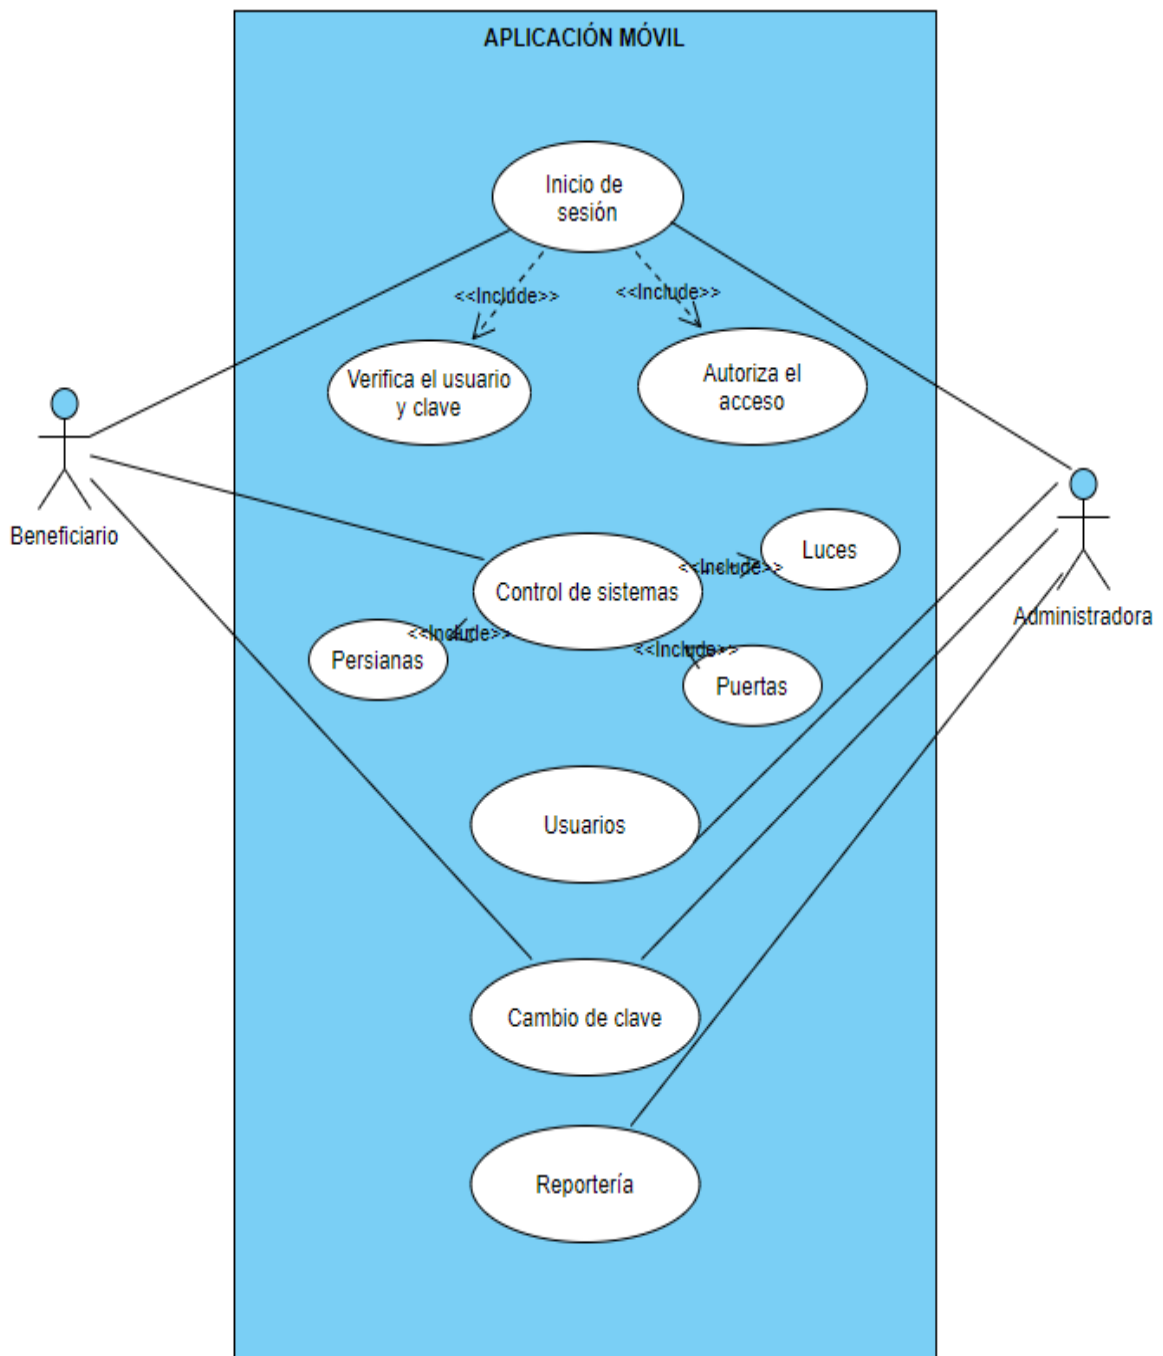 APLICACIÓN MÓVIL
Inicio de
sesión
<<Include>>
<<Include>>
Verifica el usuario
y clave
Autoriza el
acceso
Beneficiario
Administradora
Luces
<<Include>>
Control de sistemas
<<Include>>
<<Include>>
Persianas
Puertas
Usuarios
Cambio de clave
Reportería